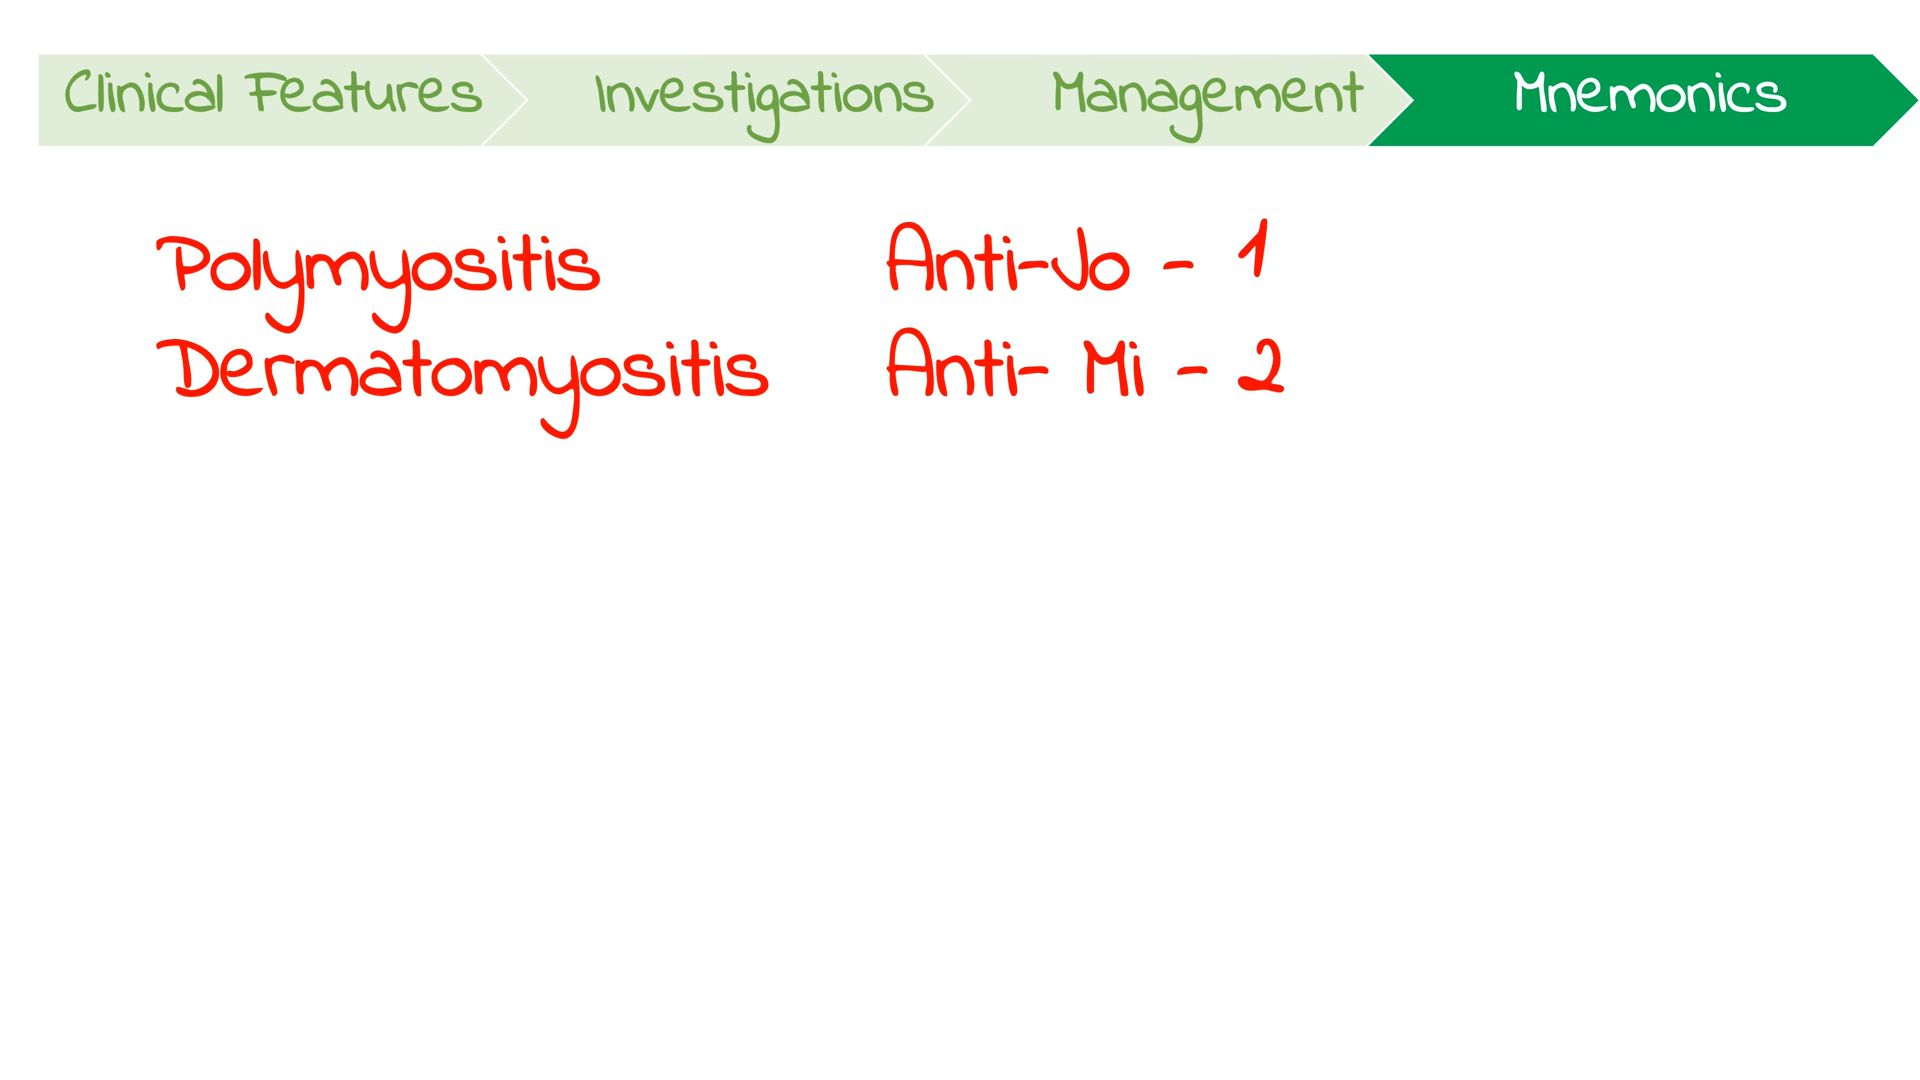 Clinical Features Investigations Management Mnemonics
Polymyositis Anti-Jo - 1
Dermatomyositis Anti- Mi - 2